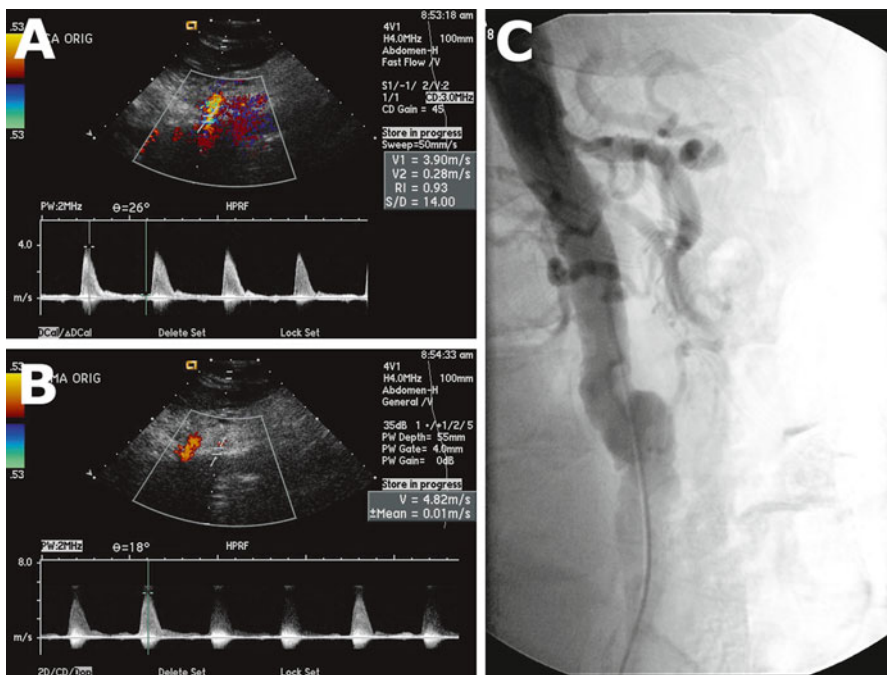 A
.53
CA ORIG
8:53:18 am
4V1
H4.0MHz 100mm
Abdomen-H
Fast Flow /V
S1/-1/ 2/V:2
1/1 CD:3.0MHz
CD Gain = 45
.53
Store in progress
Sweep=50mm/s
V1 = 3.90m/s
V2 = 0.28m/s
RI = 0.93
S/D = 14.00
PW:2MHz
θ=26°
HPRF
4.0
m/s
DCal/ΔDCal
Delete Set
Lock Set
B
.53
MA ORIG
8:54:33 am
4V1
H4.0MHz 100mm
Abdomen-H
General /V
35dB 1 •/+1/2/5
PW Depth= 55mm
PW Gate= 4.0mm
PW Gain= 0dB
.53
Store in progress
V = 4.82m/s
±Mean = 0.01m/s
PW:2MHz
θ=18°
HPRF
8.0
m/s
2D/CD/Dop
Delete Set
Lock Set
8
C